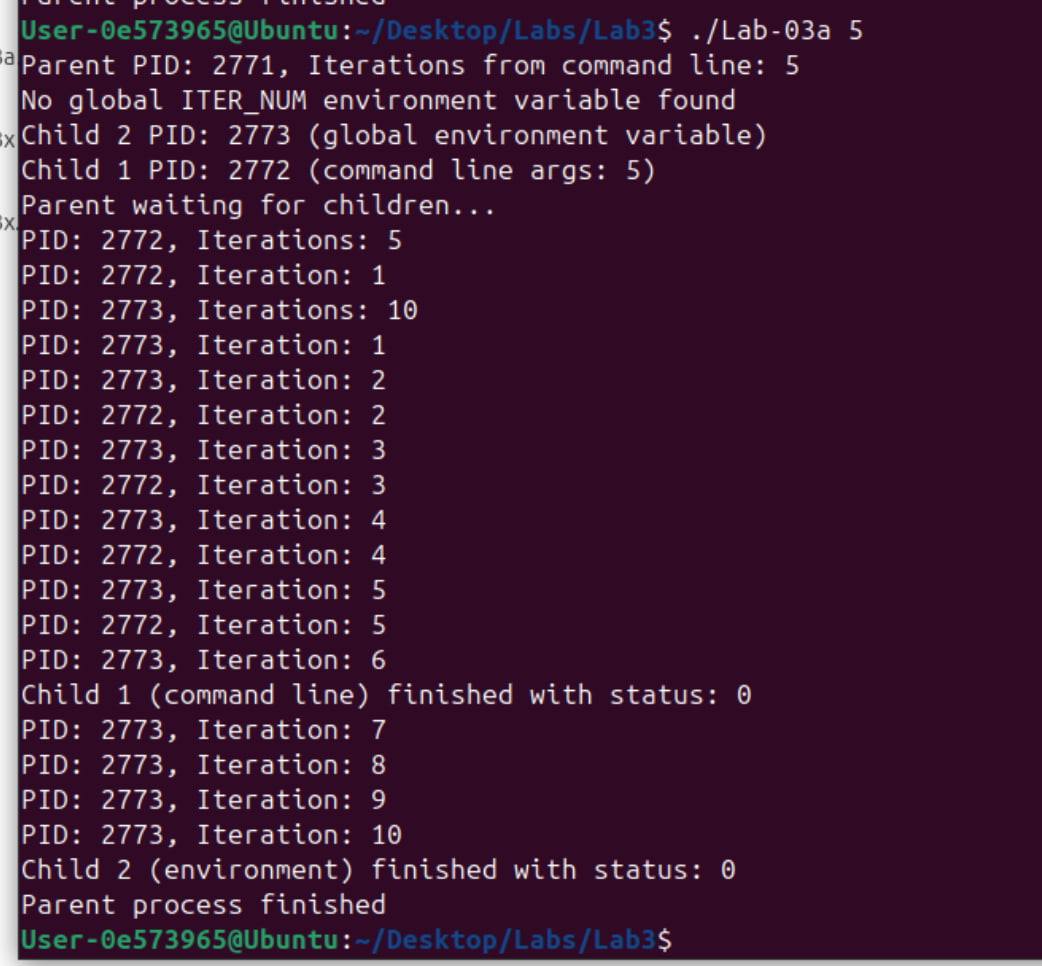 User-0e573965@Ubuntu:~/Desktop/Labs/Lab3$ ./Lab-03a 5
Parent PID: 2771, Iterations from command line: 5
No global ITER_NUM environment variable found
Child 2 PID: 2773 (global environment variable)
Child 1 PID: 2772 (command line args: 5)
Parent waiting for children...
PID: 2772, Iterations: 5
PID: 2772, Iteration: 1
PID: 2773, Iterations: 10
PID: 2773, Iteration: 1
PID: 2773, Iteration: 2
PID: 2772, Iteration: 2
PID: 2773, Iteration: 3
PID: 2772, Iteration: 3
PID: 2773, Iteration: 4
PID: 2772, Iteration: 4
PID: 2773, Iteration: 5
PID: 2772, Iteration: 5
PID: 2773, Iteration: 6
Child 1 (command line) finished with status: 0
PID: 2773, Iteration: 7
PID: 2773, Iteration: 8
PID: 2773, Iteration: 9
PID: 2773, Iteration: 10
Child 2 (environment) finished with status: 0
Parent process finished
User-0e573965@Ubuntu:~/Desktop/Labs/Lab3$